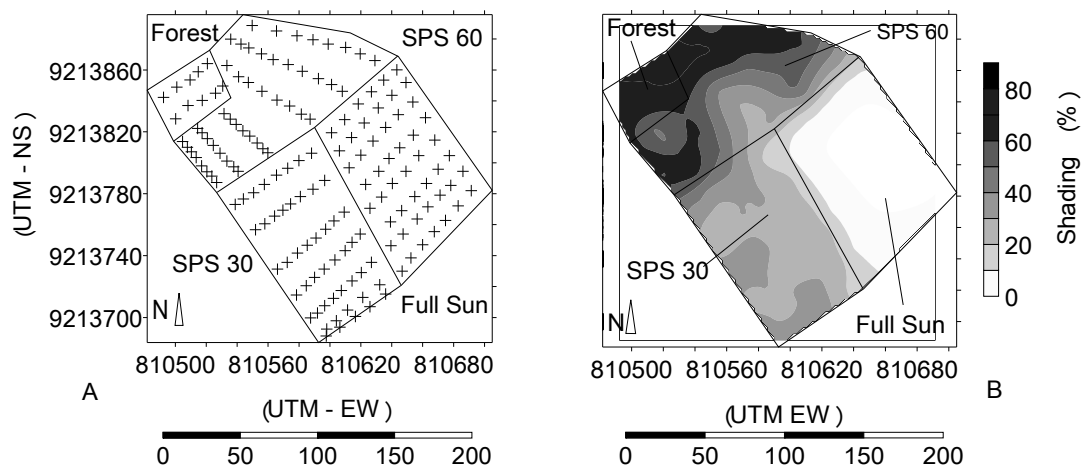 Forest
SPS 60
9213860
9213820
9213780
9213740
9213700
(UTM - NS)
SPS 30
Full Sun
N
810500 810560 810620 810680
A
(UTM - EW )
0 50 100 150 200
Forest
SPS 60
SPS 30
Full Sun
N
810500 810560 810620 810680
B
(UTM EW )
0 50 100 150 200
80
60
40
20
0
Shading (%)